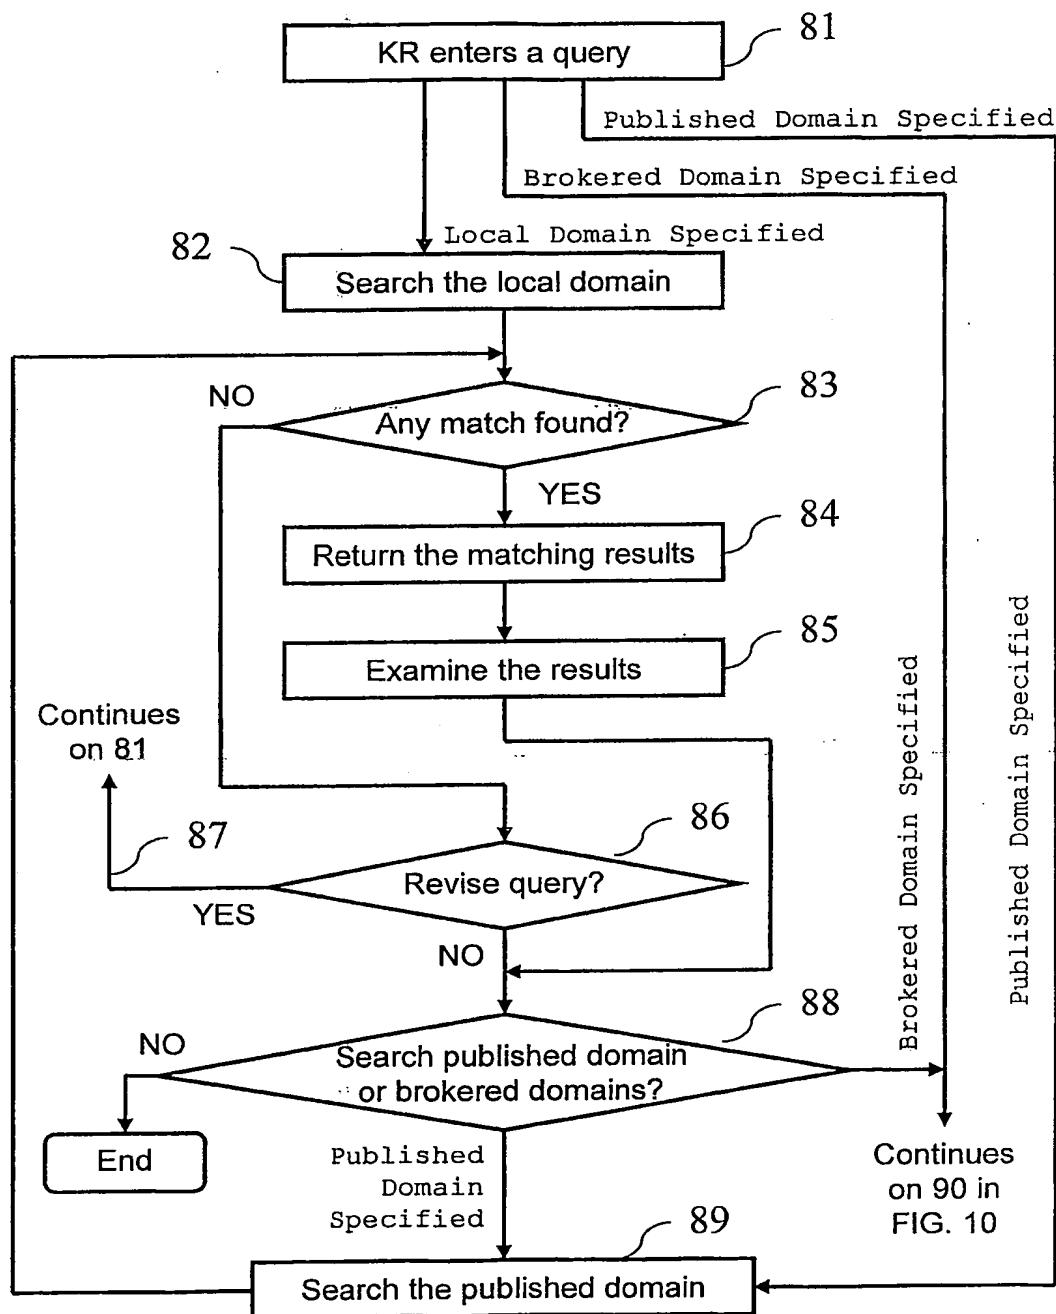 81
KR enters a query
Published Domain Specified
Brokered Domain Specified
Local Domain Specified
82
Search the local domain
NO
83
Any match found?
YES
84
Return the matching results
85
Examine the results
Continues
on 81
Brokered Domain Specified
Published Domain Specified
87
86
Revise query?
YES
NO
88
NO
Search published domain
or brokered domains?
End
Published
Domain
Specified
Continues
on 90 in
FIG. 10
89
Search the published domain